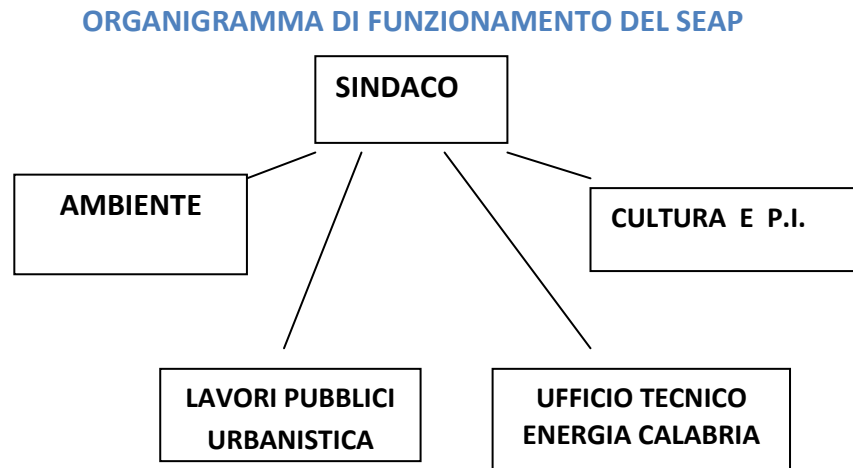 ORGANIGRAMMA DI FUNZIONAMENTO DEL SEAP
SINDACO
AMBIENTE
CULTURA E P.I.
LAVORI PUBBLICI
URBANISTICA
UFFICIO TECNICO
ENERGIA CALABRIA